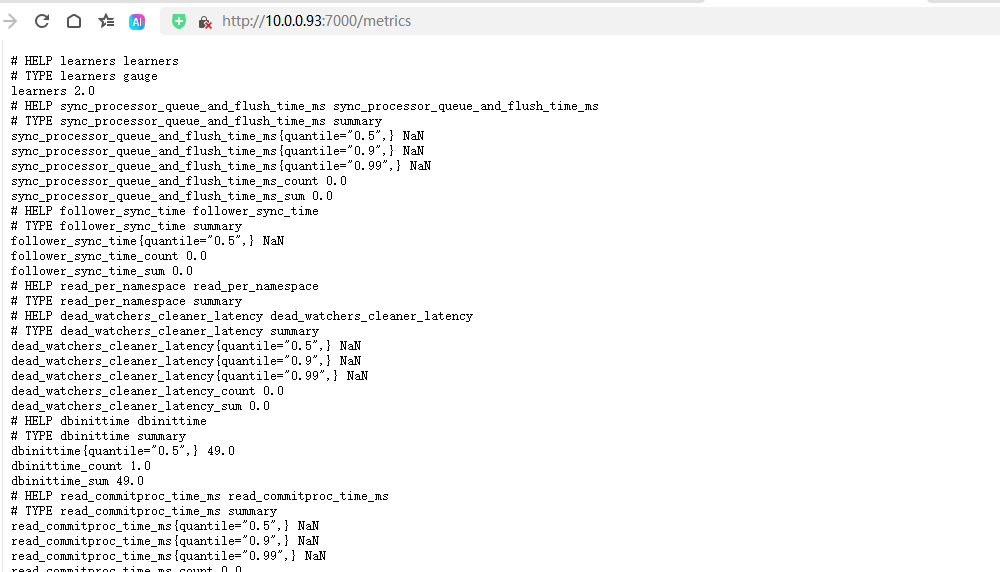 AI http://10.0.0.93:7000/metrics
# HELP learners learners
# TYPE learners gauge
learners 2.0
# HELP sync_processor_queue_and_flush_time_ms sync_processor_queue_and_flush_time_ms
# TYPE sync_processor_queue_and_flush_time_ms summary
sync_processor_queue_and_flush_time_ms{quantile="0.5",} NaN
sync_processor_queue_and_flush_time_ms{quantile="0.9",} NaN
sync_processor_queue_and_flush_time_ms{quantile="0.99",} NaN
sync_processor_queue_and_flush_time_ms_count 0.0
sync_processor_queue_and_flush_time_ms_sum 0.0
# HELP follower_sync_time follower_sync_time
# TYPE follower_sync_time summary
follower_sync_time{quantile="0.5",} NaN
follower_sync_time_count 0.0
follower_sync_time_sum 0.0
# HELP read_per_namespace read_per_namespace
# TYPE read_per_namespace summary
# HELP dead_watchers_cleaner_latency dead_watchers_cleaner_latency
# TYPE dead_watchers_cleaner_latency summary
dead_watchers_cleaner_latency{quantile="0.5",} NaN
dead_watchers_cleaner_latency{quantile="0.9",} NaN
dead_watchers_cleaner_latency{quantile="0.99",} NaN
dead_watchers_cleaner_latency_count 0.0
dead_watchers_cleaner_latency_sum 0.0
# HELP dbinittime dbinittime
# TYPE dbinittime summary
dbinittime{quantile="0.5",} 49.0
dbinittime_count 1.0
dbinittime_sum 49.0
# HELP read_commitproc_time_ms read_commitproc_time_ms
# TYPE read_commitproc_time_ms summary
read_commitproc_time_ms{quantile="0.5",} NaN
read_commitproc_time_ms{quantile="0.9",} NaN
read_commitproc_time_ms{quantile="0.99",} NaN
read_commitproc_time_ms_count 0.0